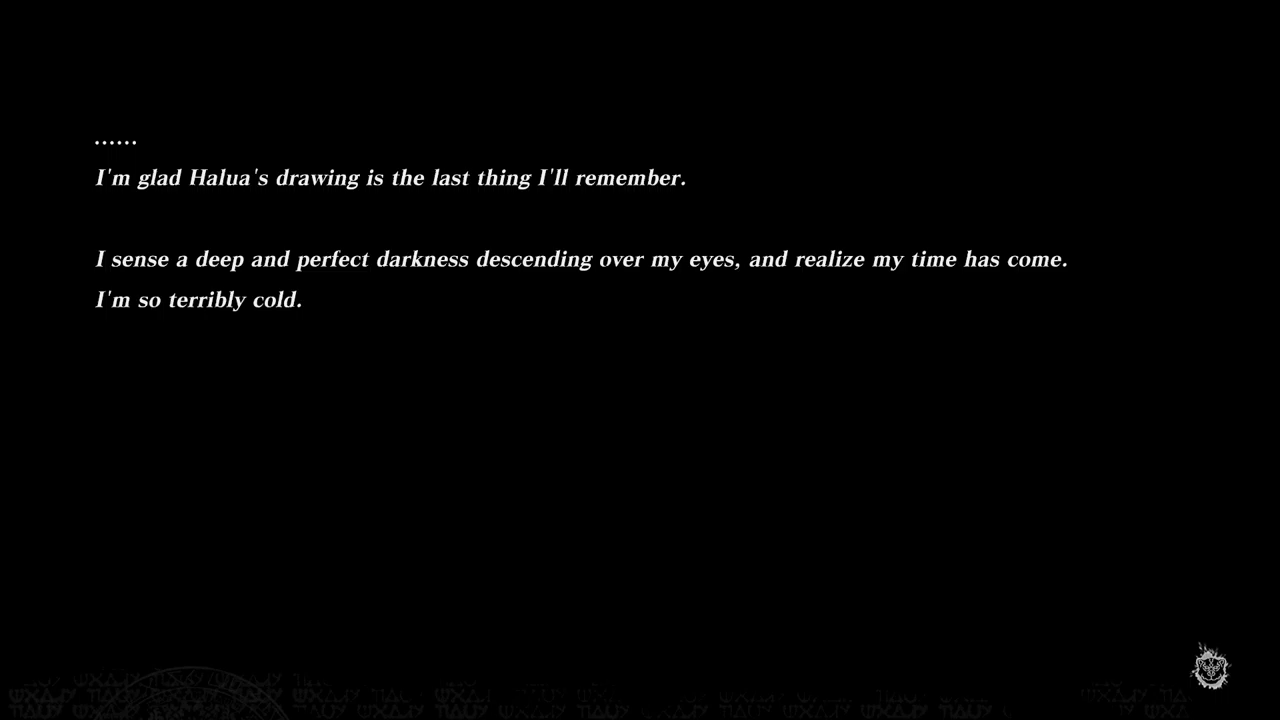 ......
I'm glad Halua's drawing is the last thing I'll remember.
I sense a deep and perfect darkness descending over my eyes, and realize my time has come.
I'm so terribly cold.